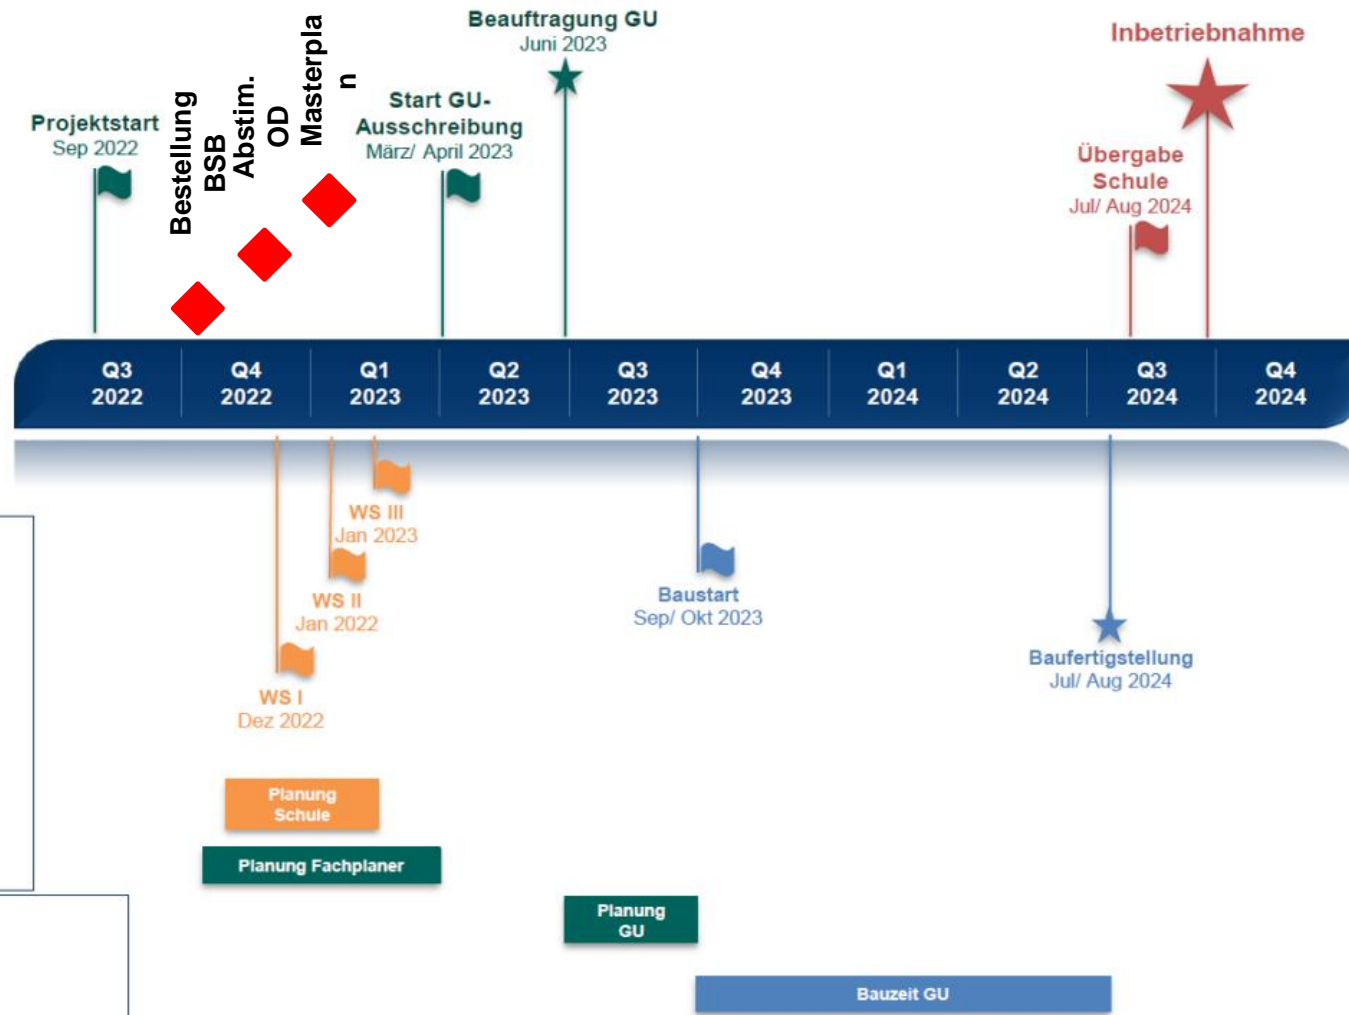 Beauftragung GU
Juni 2023
Inbetriebnahme
Projektstart
Sep 2022
Bestellung
BSB
Abstim.
OD
Masterpla
n
Start GU-
Ausschreibung
März/ April 2023
Übergabe
Schule
Jul/ Aug 2024
Q3
2022
Q4
2022
Q1
2023
Q2
2023
Q3
2023
Q4
2023
Q1
2024
Q2
2024
Q3
2024
Q4
2024
WS III
Jan 2023
WS II
Jan 2022
WS I
Dez 2022
Baustart
Sep/ Okt 2023
Baufertigstellung
Jul/ Aug 2024
Planung
Schule
Planung Fachplaner
Planung
GU
Bauzeit GU